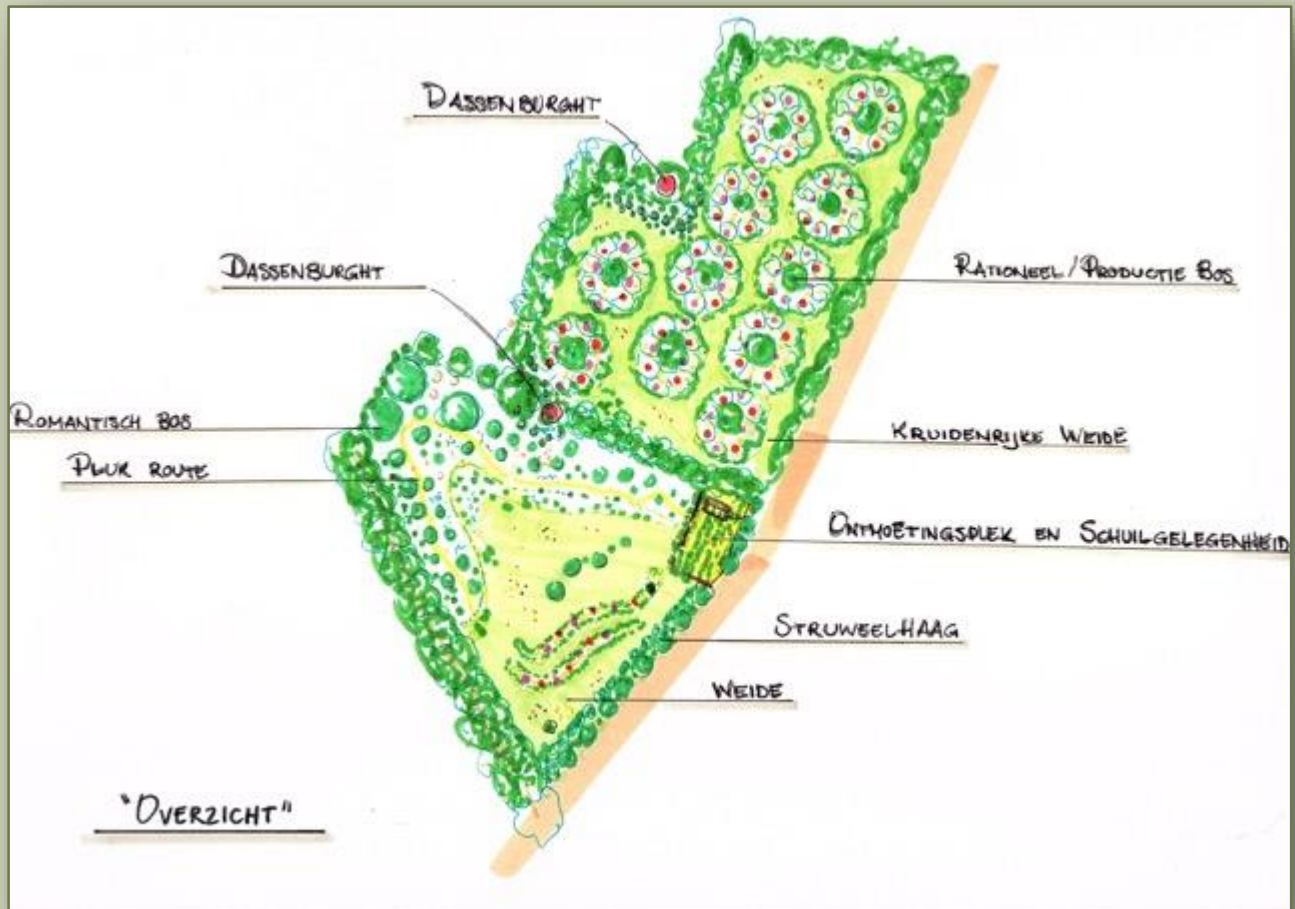 DASSENBURGHT
DASSENBURGHT
RATIONEEL/PRODUCTIE BOS
ROMANTISCH BOS
KRUIDENRIJKE WEIDE
PLUK ROUTE
ONTMOETINGSPLEK EN SCHUILGELEGENHEID
STRUWEELHAAG
WEIDE
"OVERZICHT"